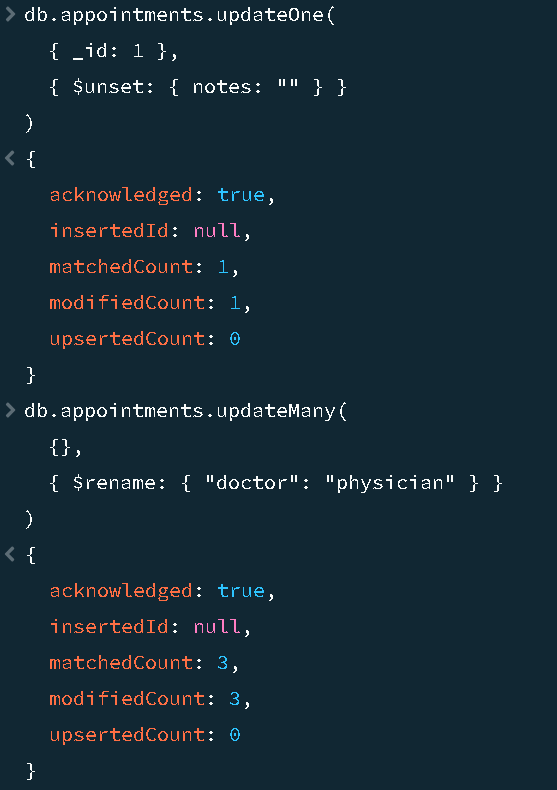 > db.appointments.updateOne(
{ _id: 1 },
{ $unset: { notes: "" } }
)
< {
acknowledged: true,
insertedId: null,
matchedCount: 1,
modifiedCount: 1,
upsertedCount: 0
}
> db.appointments.updateMany(
{},
{ $rename: { "doctor": "physician" } }
)
< {
acknowledged: true,
insertedId: null,
matchedCount: 3,
modifiedCount: 3,
upsertedCount: 0
}